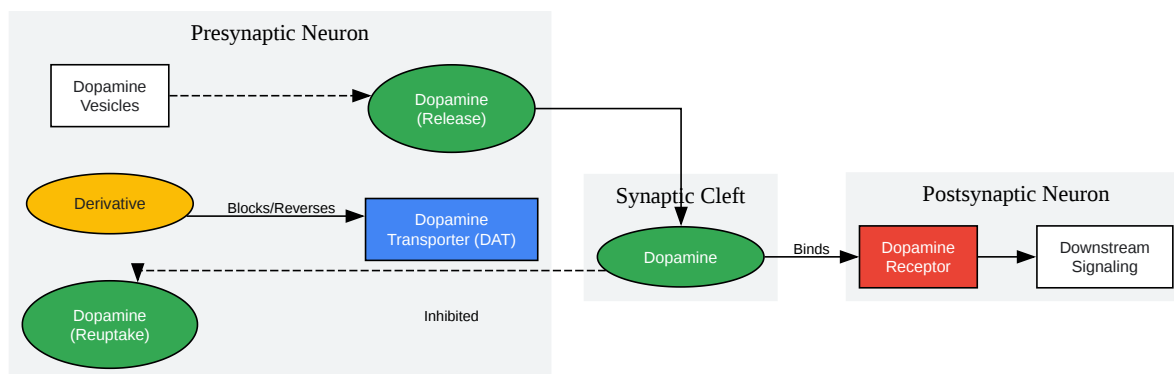 Presynaptic Neuron
Dopamine
Vesicles
Dopamine
(Release)
Derivative
Blocks/Reverses
Dopamine
Transporter (DAT)
Dopamine
(Reuptake)
Inhibited
Synaptic Cleft
Dopamine
Binds
Postsynaptic Neuron
Dopamine
Receptor
Downstream
Signaling